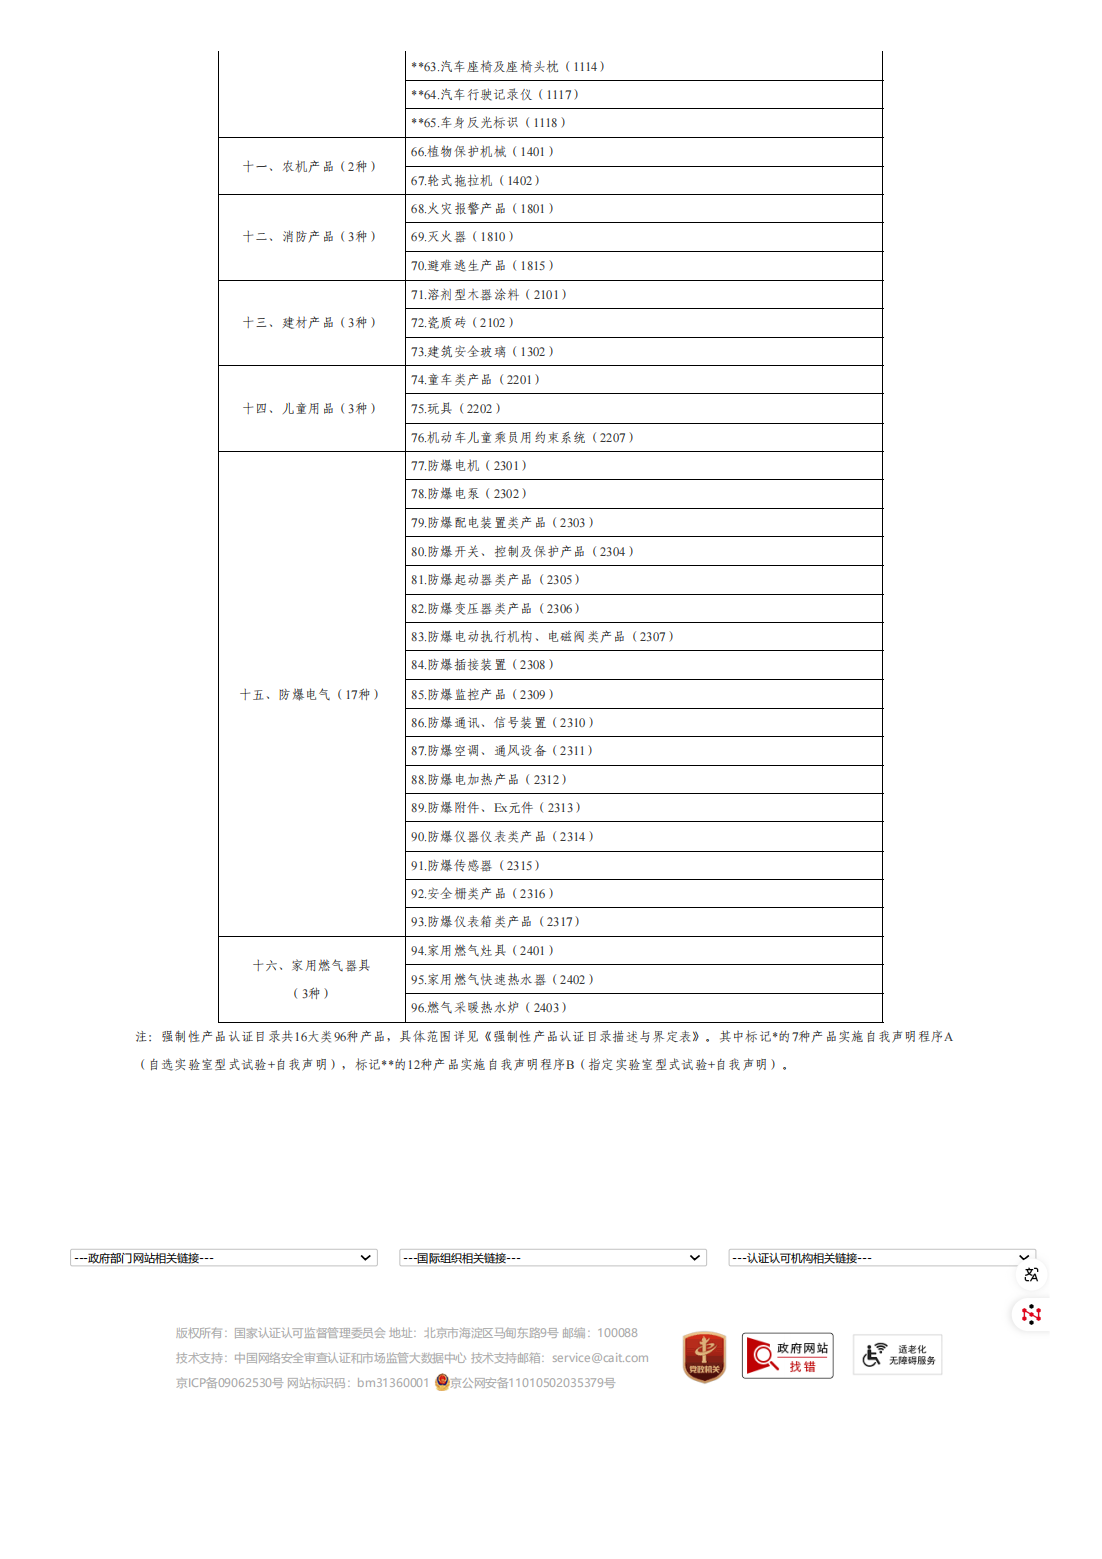 **63.汽车座椅及座椅头枕（1114）
**64.汽车行驶记录仪（1117）
**65.车身反光标识（1118）
十一、农机产品（2种）
66.植物保护机械（1401）
67.轮式拖拉机（1402）
十二、消防产品（3种）
68.火灾报警产品（1801）
69.灭火器（1810）
70.避难逃生产品（1815）
十三、建材产品（3种）
71.溶剂型木器涂料（2101）
72.瓷质砖（2102）
73.建筑安全玻璃（1302）
十四、儿童用品（3种）
74.童车类产品（2201）
75.玩具（2202）
76.机动车儿童乘员用约束系统（2207）
十五、防爆电气（17种）
77.防爆电机（2301）
78.防爆电泵（2302）
79.防爆配电装置类产品（2303）
80.防爆开关、控制及保护产品（2304）
81.防爆起动器类产品（2305）
82.防爆变压器类产品（2306）
83.防爆电动执行机构、电磁阀类产品（2307）
84.防爆插接装置（2308）
85.防爆监控产品（2309）
86.防爆通讯、信号装置（2310）
87.防爆空调、通风设备（2311）
88.防爆电加热产品（2312）
89.防爆附件、Ex元件（2313）
90.防爆仪器仪表类产品（2314）
91.防爆传感器（2315）
92.安全栅类产品（2316）
93.防爆仪表箱类产品（2317）
十六、家用燃气器具
（3种）
94.家用燃气灶具（2401）
95.家用燃气快速热水器（2402）
96.燃气采暖热水炉（2403）
注：强制性产品认证目录共16大类96种产品，具体范围详见《强制性产品认证目录描述与界定表》。其中标记*的7种产品实施自我声明程序A
（自选实验室型式试验+自我声明），标记**的12种产品实施自我声明程序B（指定实验室型式试验+自我声明）。
---政府部门网站相关链接---
---国际组织相关链接---
---认证认可机构相关链接---
版权所有：国家认证认可监督管理委员会 地址：北京市海淀区马甸东路9号 邮编：100088
技术支持：中国网络安全审查认证和市场监管大数据中心 技术支持邮箱：service@cait.com
京ICP备09062530号 网站标识码：bm31360001 京公网安备11010502035379号
党政机关
政府网站
找错
适老化
无障碍服务